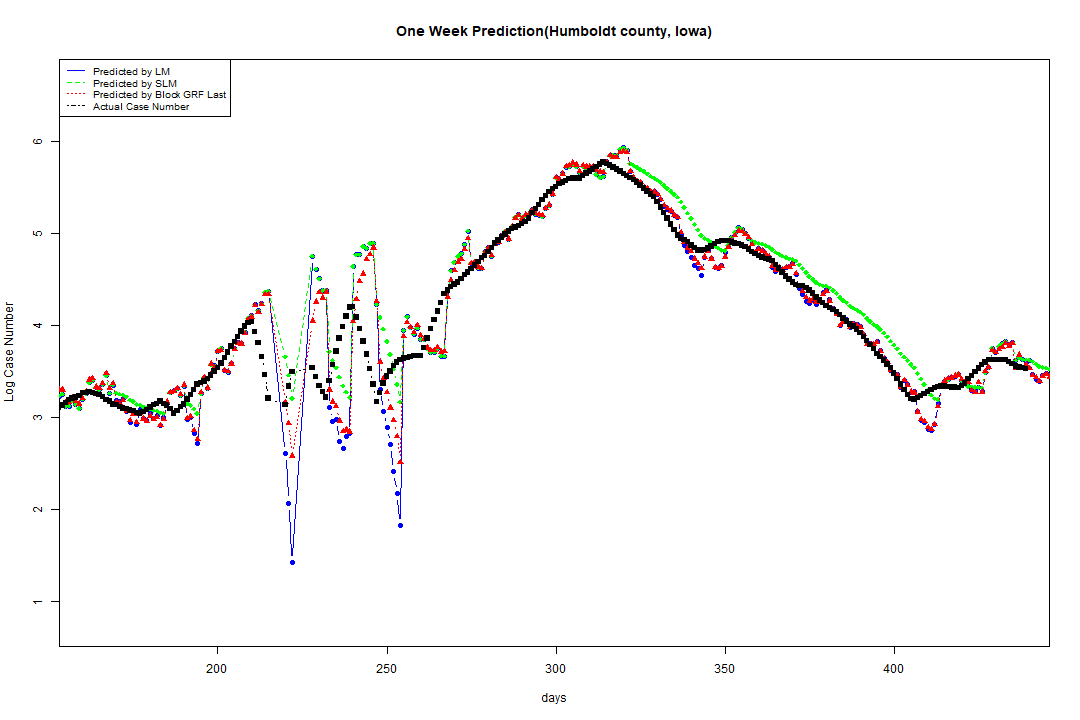 One Week Prediction(Humboldt county, Iowa)
Predicted by LM
Predicted by SLM
Predicted by Block GRF Last
Actual Case Number
Log Case Number
6
5
4
3
2
1
200 250 300 350 400
days